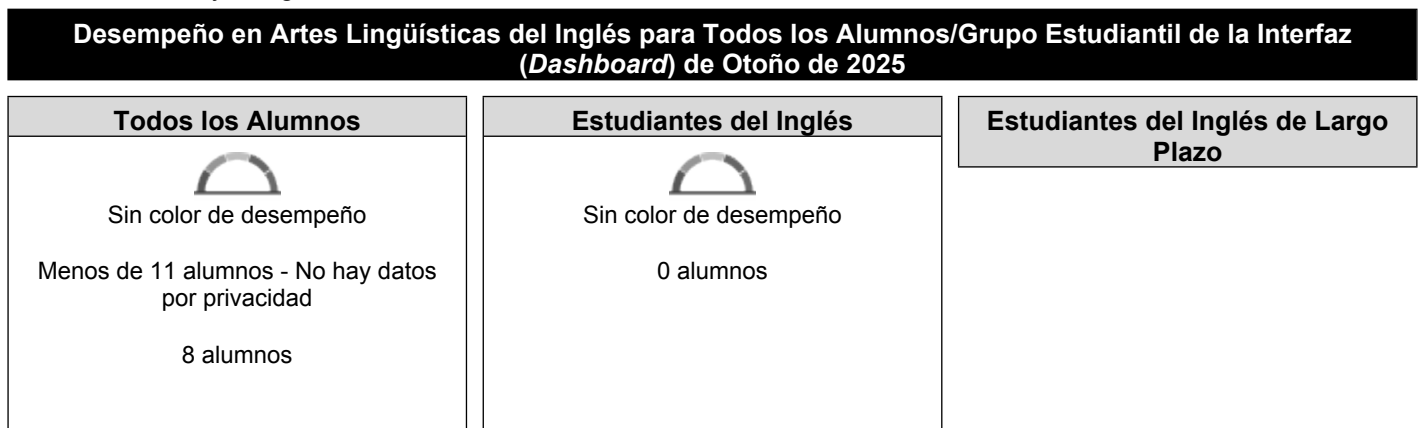 Desempeño en Artes Lingüísticas del Inglés para Todos los Alumnos/Grupo Estudiantil de la Interfaz
(Dashboard) de Otoño de 2025
Todos los Alumnos
Sin color de desempeño
Menos de 11 alumnos - No hay datos
por privacidad
8 alumnos
Estudiantes del Inglés
Sin color de desempeño
0 alumnos
Estudiantes del Inglés de Largo
Plazo